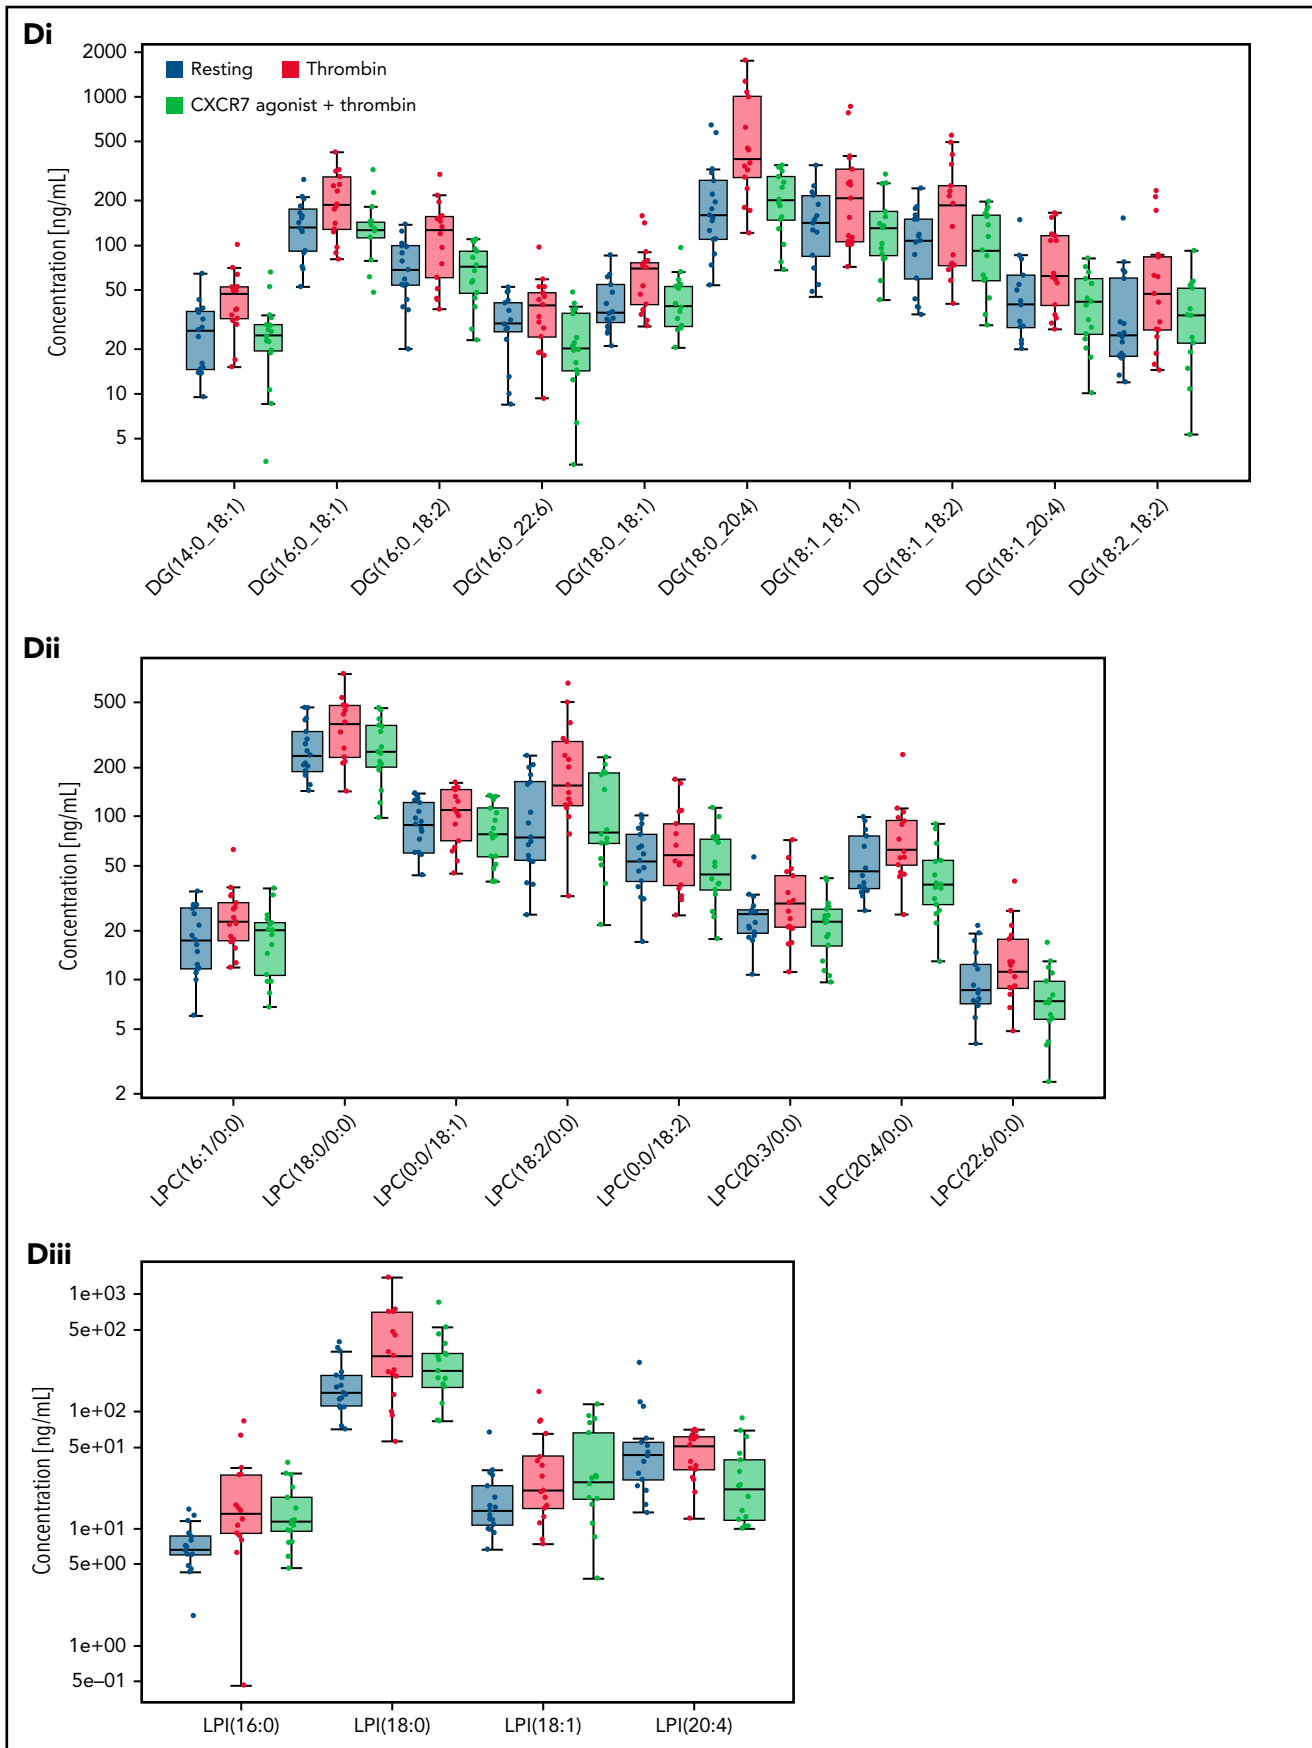 Di
Resting
Thrombin
CXCR7 agonist + thrombin
Concentration [ng/mL]
2000
1000
500
200
100
50
20
10
5
DG(14:0_18:1)
DG(16:0_18:1)
DG(16:0_18:2)
DG(16:0_22:6)
DG(18:0_18:1)
DG(18:0_20:4)
DG(18:1_18:1)
DG(18:1_18:2)
DG(18:1_20:4)
DG(18:2_18:2)
Dii
Concentration [ng/mL]
500
200
100
50
20
10
5
2
LPC(16:1/0:0)
LPC(18:0/0:0)
LPC(0:0/18:1)
LPC(18:2/0:0)
LPC(0:0/18:2)
LPC(20:3/0:0)
LPC(20:4/0:0)
LPC(22:6/0:0)
Diii
Concentration [ng/mL]
1e+03
5e+02
1e+02
5e+01
1e+01
5e+00
1e+00
5e–01
LPI(16:0)
LPI(18:0)
LPI(18:1)
LPI(20:4)